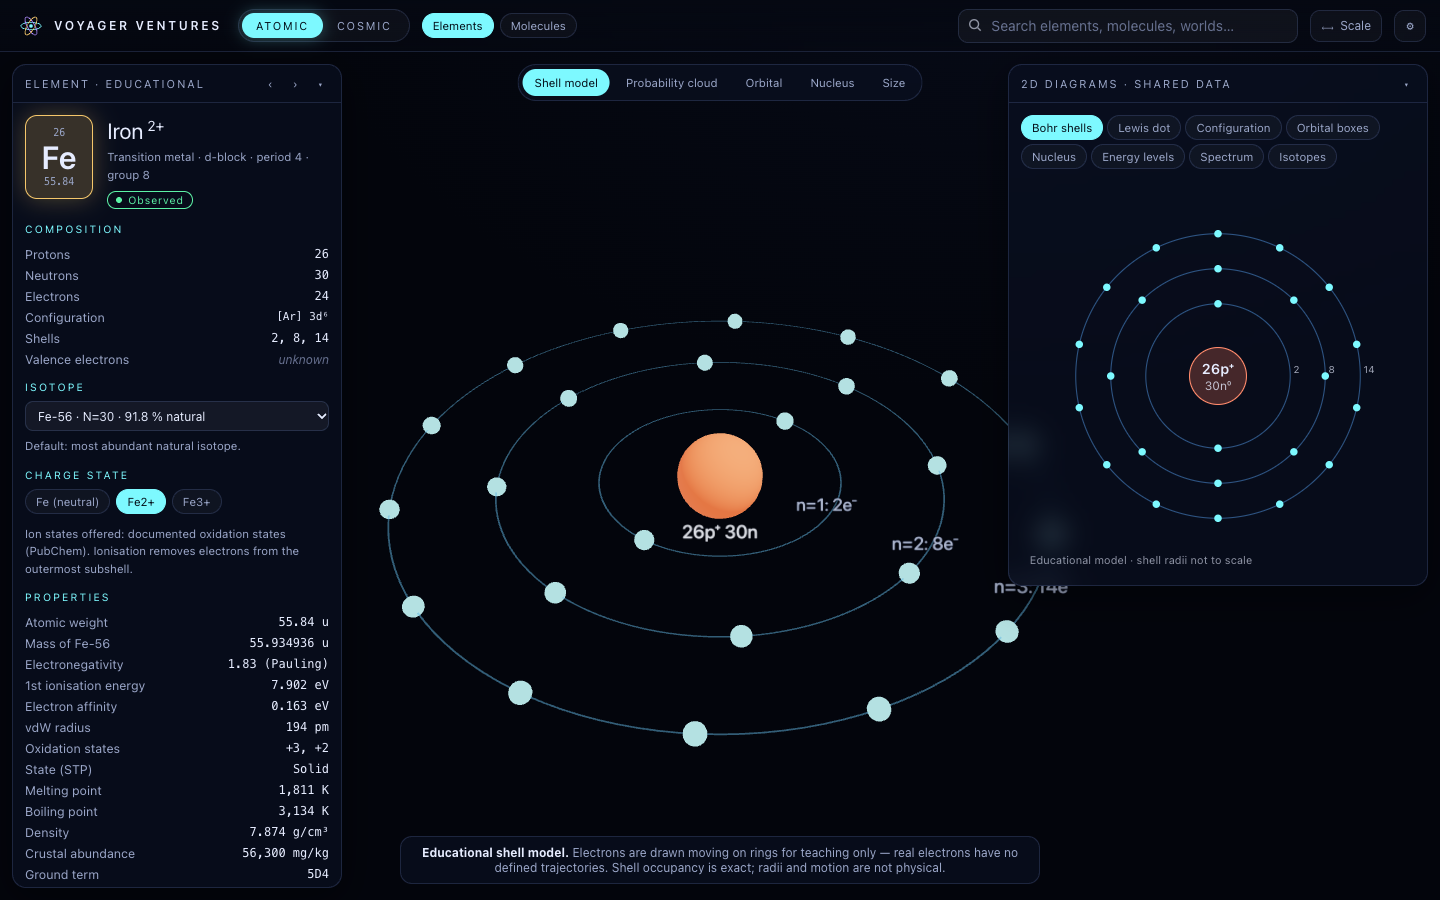 VOYAGER VENTURES
ATOMIC
COSMIC
Elements
Molecules
Search elements, molecules, worlds...
Scale
ELEMENT · EDUCATIONAL
26
Fe
55.84
Iron 2+
Transition metal · d-block · period 4 ·
group 8
Observed
COMPOSITION
Protons 26
Neutrons 30
Electrons 24
Configuration [Ar] 3d⁶
Shells 2, 8, 14
Valence electrons unknown
ISOTOPE
Fe-56 · N=30 · 91.8 % natural
Default: most abundant natural isotope.
CHARGE STATE
Fe (neutral)
Fe2+
Fe3+
Ion states offered: documented oxidation states
(PubChem). Ionisation removes electrons from the
outermost subshell.
PROPERTIES
Atomic weight 55.84 u
Mass of Fe-56 55.934936 u
Electronegativity 1.83 (Pauling)
1st ionisation energy 7.902 eV
Electron affinity 0.163 eV
vdW radius 194 pm
Oxidation states +3, +2
State (STP) Solid
Melting point 1,811 K
Boiling point 3,134 K
Density 7.874 g/cm³
Crustal abundance 56,300 mg/kg
Ground term 5D4
Shell model
Probability cloud
Orbital
Nucleus
Size
26p⁺ 30n
n=1: 2e⁻
n=2: 8e⁻
n=3: 14e⁻
Educational shell model. Electrons are drawn moving on rings for teaching only — real electrons have no
defined trajectories. Shell occupancy is exact; radii and motion are not physical.
2D DIAGRAMS · SHARED DATA
Bohr shells
Lewis dot
Configuration
Orbital boxes
Nucleus
Energy levels
Spectrum
Isotopes
26p⁺
30n⁰
2
8
14
Educational model · shell radii not to scale